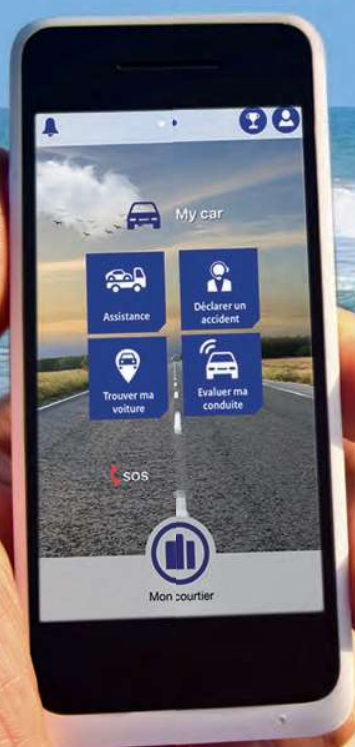 My car
Assistance
Déclarer un
accident
Trouver ma
voiture
Evaluer ma
conduite
sos
Mon courtier